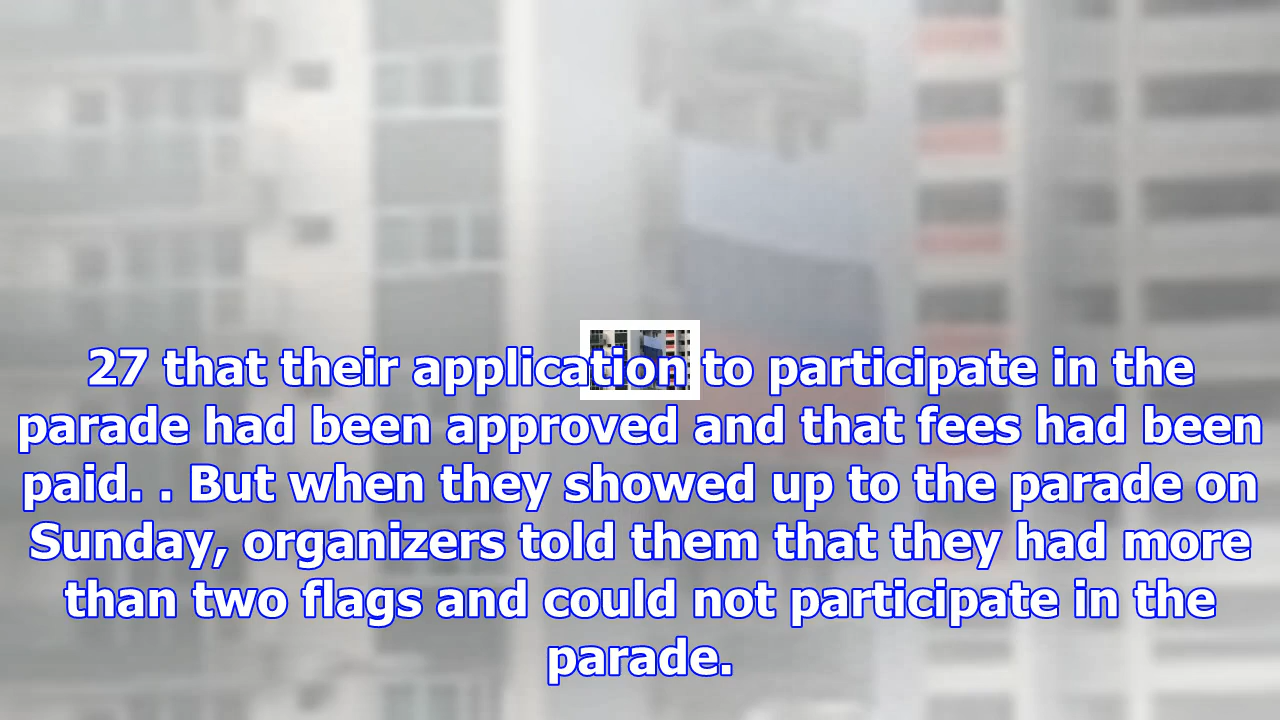 27 that their application to participate in the
parade had been approved and that fees had been
paid. . But when they showed up to the parade on
Sunday, organizers told them that they had more
than two flags and could not participate in the
parade.